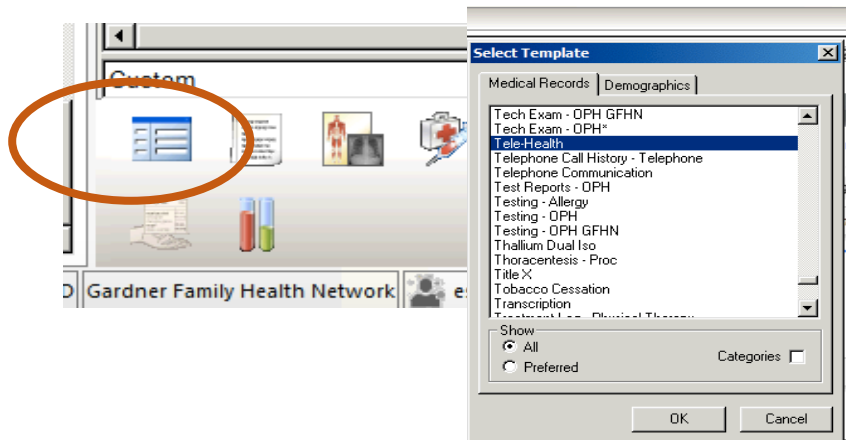 Custom
Gardner Family Health Network
Select Template
Medical Records
Demographics
Tech Exam - OPH GFHN
Tech Exam - OPH*
Tele-Health
Telephone Call History - Telephone
Telephone Communication
Test Reports - OPH
Testing - Allergy
Testing - OPH
Testing - OPH GFHN
Thallium Dual Iso
Thoracentesis - Proc
Title X
Tobacco Cessation
Transcription
Show
All
Preferred
Categories
OK
Cancel